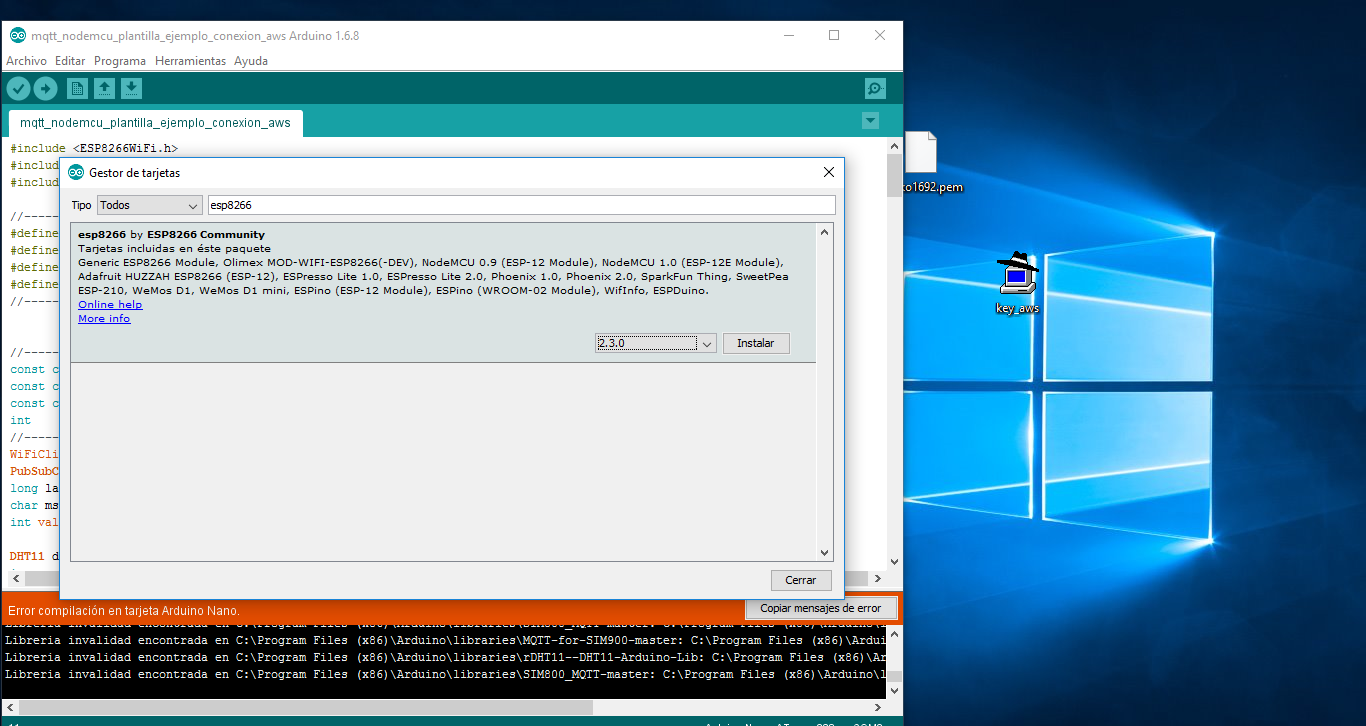 mqtt_nodemcu_plantilla_ejemplo_conexion_aws Arduino 1.6.8
Archivo Editar Programa Herramientas Ayuda
mqtt_nodemcu_plantilla_ejemplo_conexion_aws
#include <ESP8266WiFi.h>
#includ
#includ
//-----
#define
#define
#define
#define
//-----
//-----
const c
const c
const c
int
//-----
WiFiCli
PubSubC
long la
char ms
int val
DHT11 d
Gestor de tarjetas
Tipo Todos esp8266
esp8266 by ESP8266 Community
Tarjetas incluidas en éste paquete
Generic ESP8266 Module, Olimex MOD-WIFI-ESP8266(-DEV), NodeMCU 0.9 (ESP-12 Module), NodeMCU 1.0 (ESP-12E Module),
Adafruit HUZZAH ESP8266 (ESP-12), ESPresso Lite 1.0, ESPresso Lite 2.0, Phoenix 1.0, Phoenix 2.0, SparkFun Thing, SweetPea
ESP-210, WeMos D1, WeMos D1 mini, ESPino (ESP-12 Module), ESPino (WROOM-02 Module), WifInfo, ESPDuino.
Online help
More info
2.3.0 Instalar
Cerrar
Error compilación en tarjeta Arduino Nano.
Copiar mensajes de error
Libreria invalidad encontrada en C:\Program Files (x86)\Arduino\libraries\MQTT-for-SIM900-master: C:\Program Files (x86)\Ardui
Libreria invalidad encontrada en C:\Program Files (x86)\Arduino\libraries\rDHT11--DHT11-Arduino-Lib: C:\Program Files (x86)\Ar
Libreria invalidad encontrada en C:\Program Files (x86)\Arduino\libraries\SIM800_MQTT-master: C:\Program Files (x86)\Arduino\l
o1692.pem
key_aws